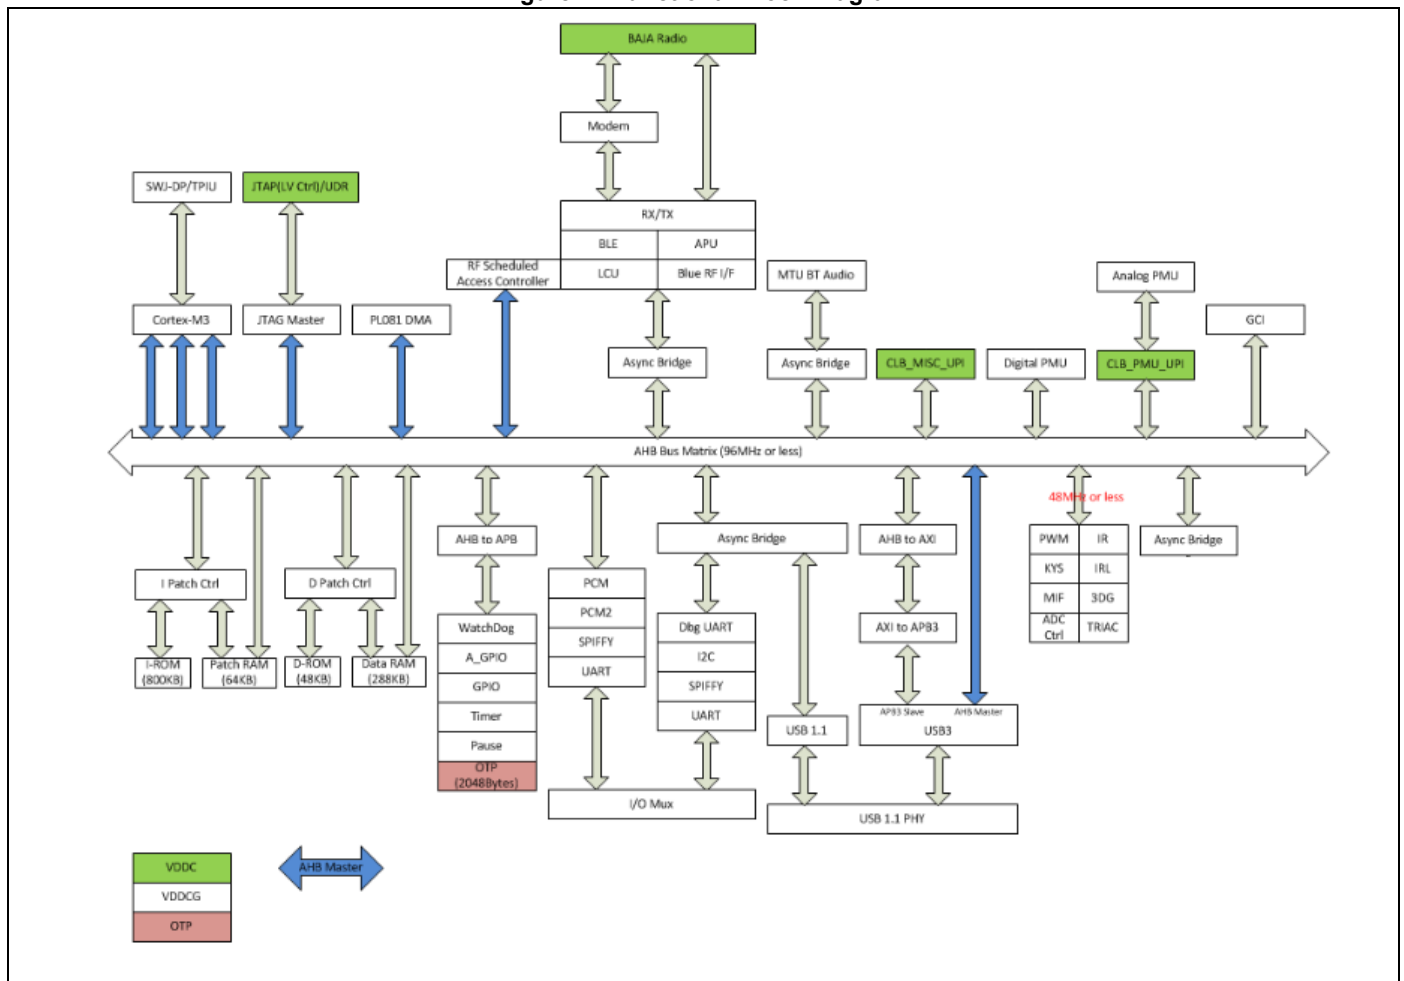 BAJA Radio
Modem
SWJ-DP/TPIU
JTAP(LV Ctrl)/UDR
RX/TX
BLE
APU
RF Scheduled
Access Controller
LCU
Blue RF I/F
MTU BT Audio
Analog PMU
Cortex-M3
JTAG Master
PL081 DMA
GCI
Async Bridge
Async Bridge
CLB_MISC_UPI
Digital PMU
CLB_PMU_UPI
AHB Bus Matrix (96MHz or less)
48MHz or less
AHB to APB
Async Bridge
AHB to AXI
PWM
IR
Async Bridge
I Patch Ctrl
D Patch Ctrl
PCM
KYS
IRL
PCM2
MIF
3DG
WatchDog
Dbg UART
AXI to APB3
ADC
Ctrl
TRIAC
SPIFFY
A_GPIO
I2C
I-ROM
(800KB)
Patch RAM
(64KB)
D-ROM
(48KB)
Data RAM
(288KB)
UART
GPIO
SPIFFY
Timer
UART
APB3 Slave
AHB Master
USB 1.1
USB3
Pause
OTP
(2048Bytes)
I/O Mux
USB 1.1 PHY
VDDC
AHB Master
VDDCG
OTP